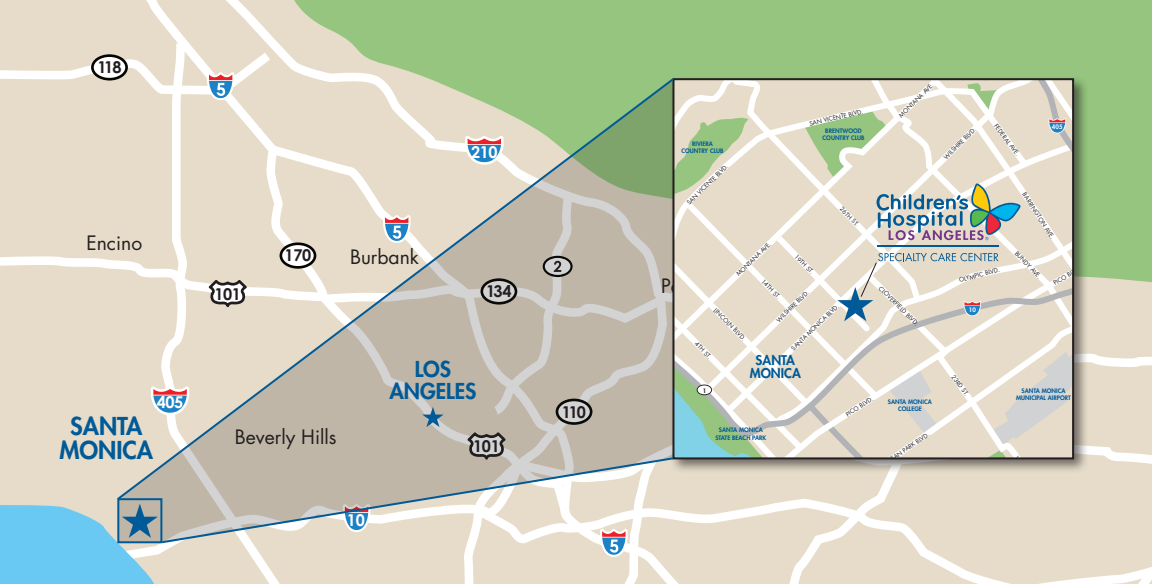 118
5
210
Encino
170
5
Burbank
101
134
2
P
LOS
ANGELES
405
SANTA
MONICA
Beverly Hills
110
101
10
5
MONTANA AVE
SAN VICENTE BLVD
BRENTWOOD
COUNTRY CLUB
405
RIVIERA
COUNTRY CLUB
WILSHIRE BLVD
FEDERAL AVE
SAN VICENTE BLVD
BARRINGTON AVE
26TH ST
Children's
Hospital
LOS ANGELES®
SPECIALTY CARE CENTER
MONTANA AVE
19TH ST
BUNDY AVE
OLYMPIC BLVD
PICO B
14TH ST
WILSHIRE BLVD
CLOVERFIELD BLVD
10
LINCOLN BLVD
SANTA MONICA BLVD
4TH ST
SANTA
MONICA
1
23RD ST
PICO BLVD
SANTA MONICA
COLLEGE
SANTA MONICA
MUNICIPAL AIRPORT
SANTA MONICA
STATE BEACH PARK
AN PARK BLVD